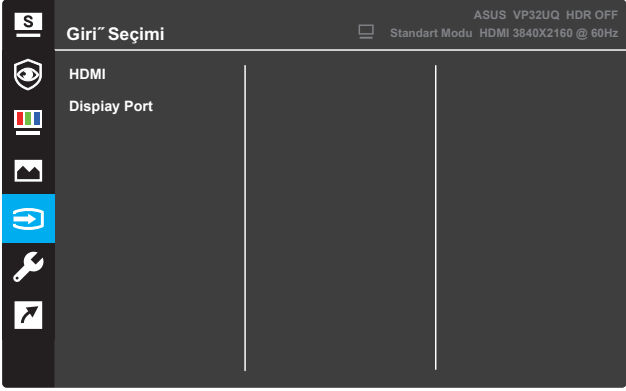 S
ASUS VP32UQ HDR OFF
Giri˝ Seçimi
Standart Modu HDMI 3840X2160 @ 60Hz
HDMI
Dispiay Port